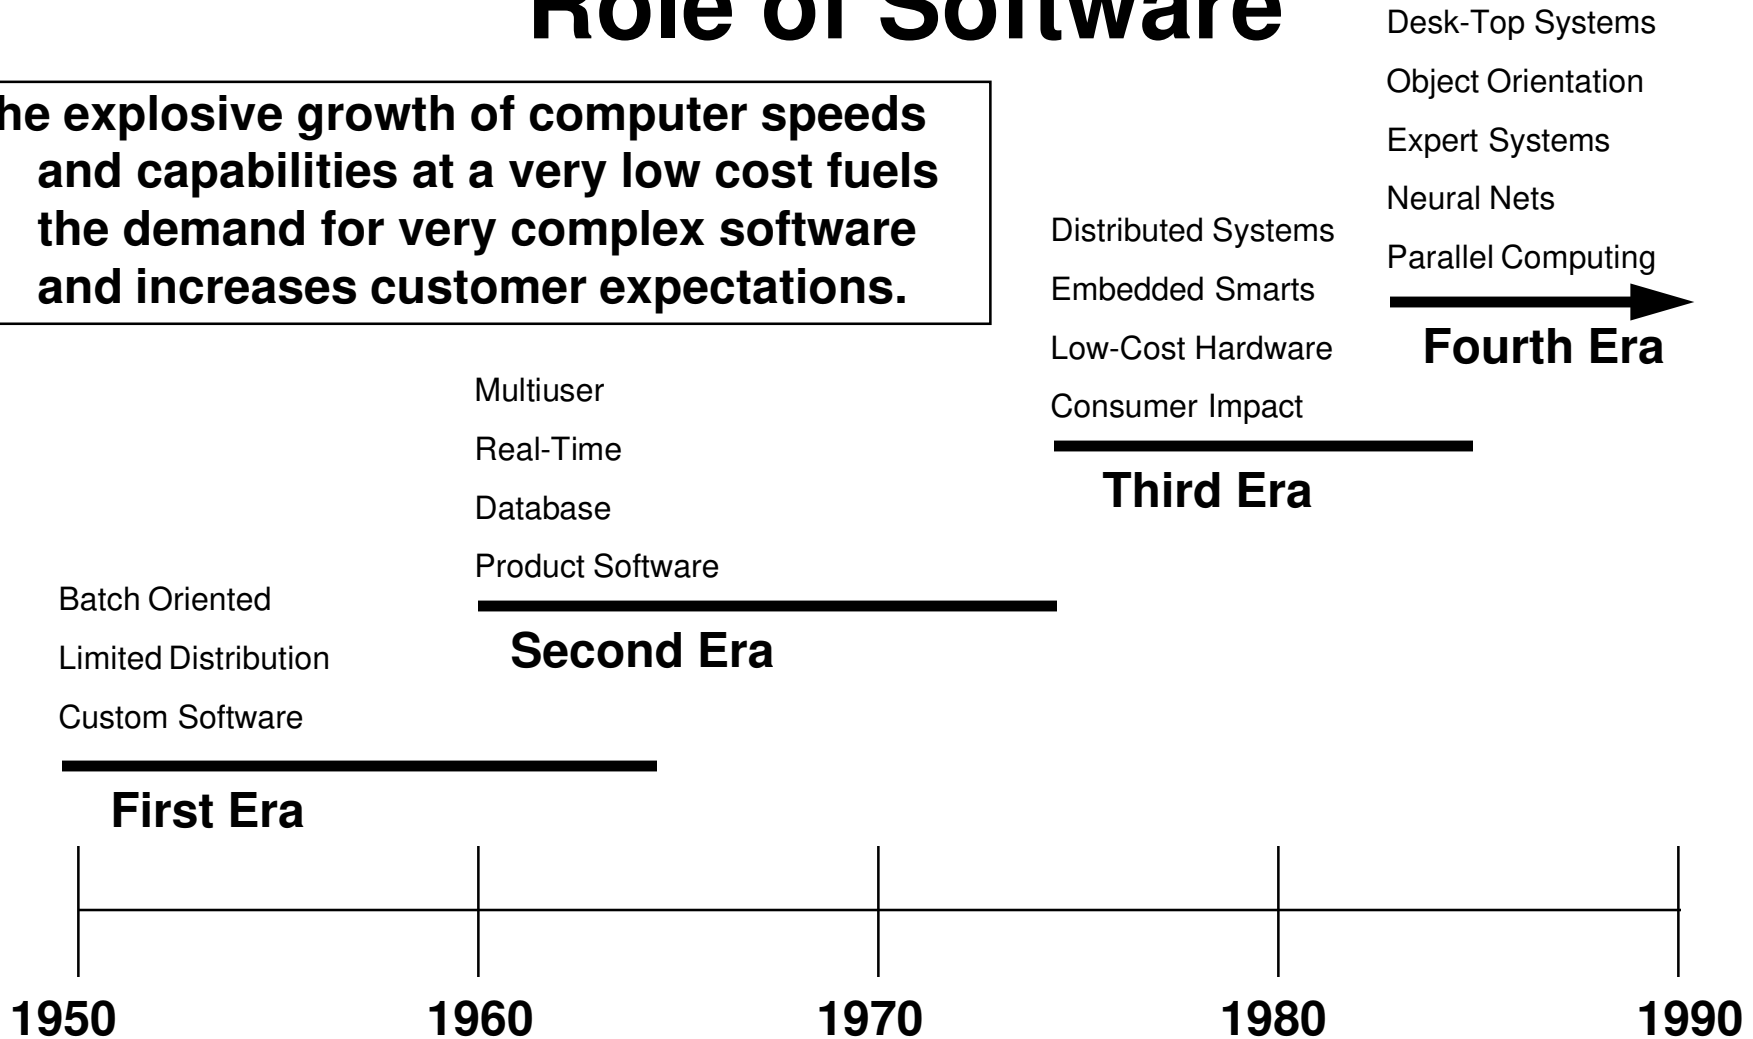 Role of Software
he explosive growth of computer speeds
and capabilities at a very low cost fuels
the demand for very complex software
and increases customer expectations.
Desk-Top Systems
Object Orientation
Expert Systems
Neural Nets
Parallel Computing
Fourth Era
Distributed Systems
Embedded Smarts
Low-Cost Hardware
Consumer Impact
Third Era
Multiuser
Real-Time
Database
Product Software
Second Era
Batch Oriented
Limited Distribution
Custom Software
First Era
1950 1960 1970 1980 1990